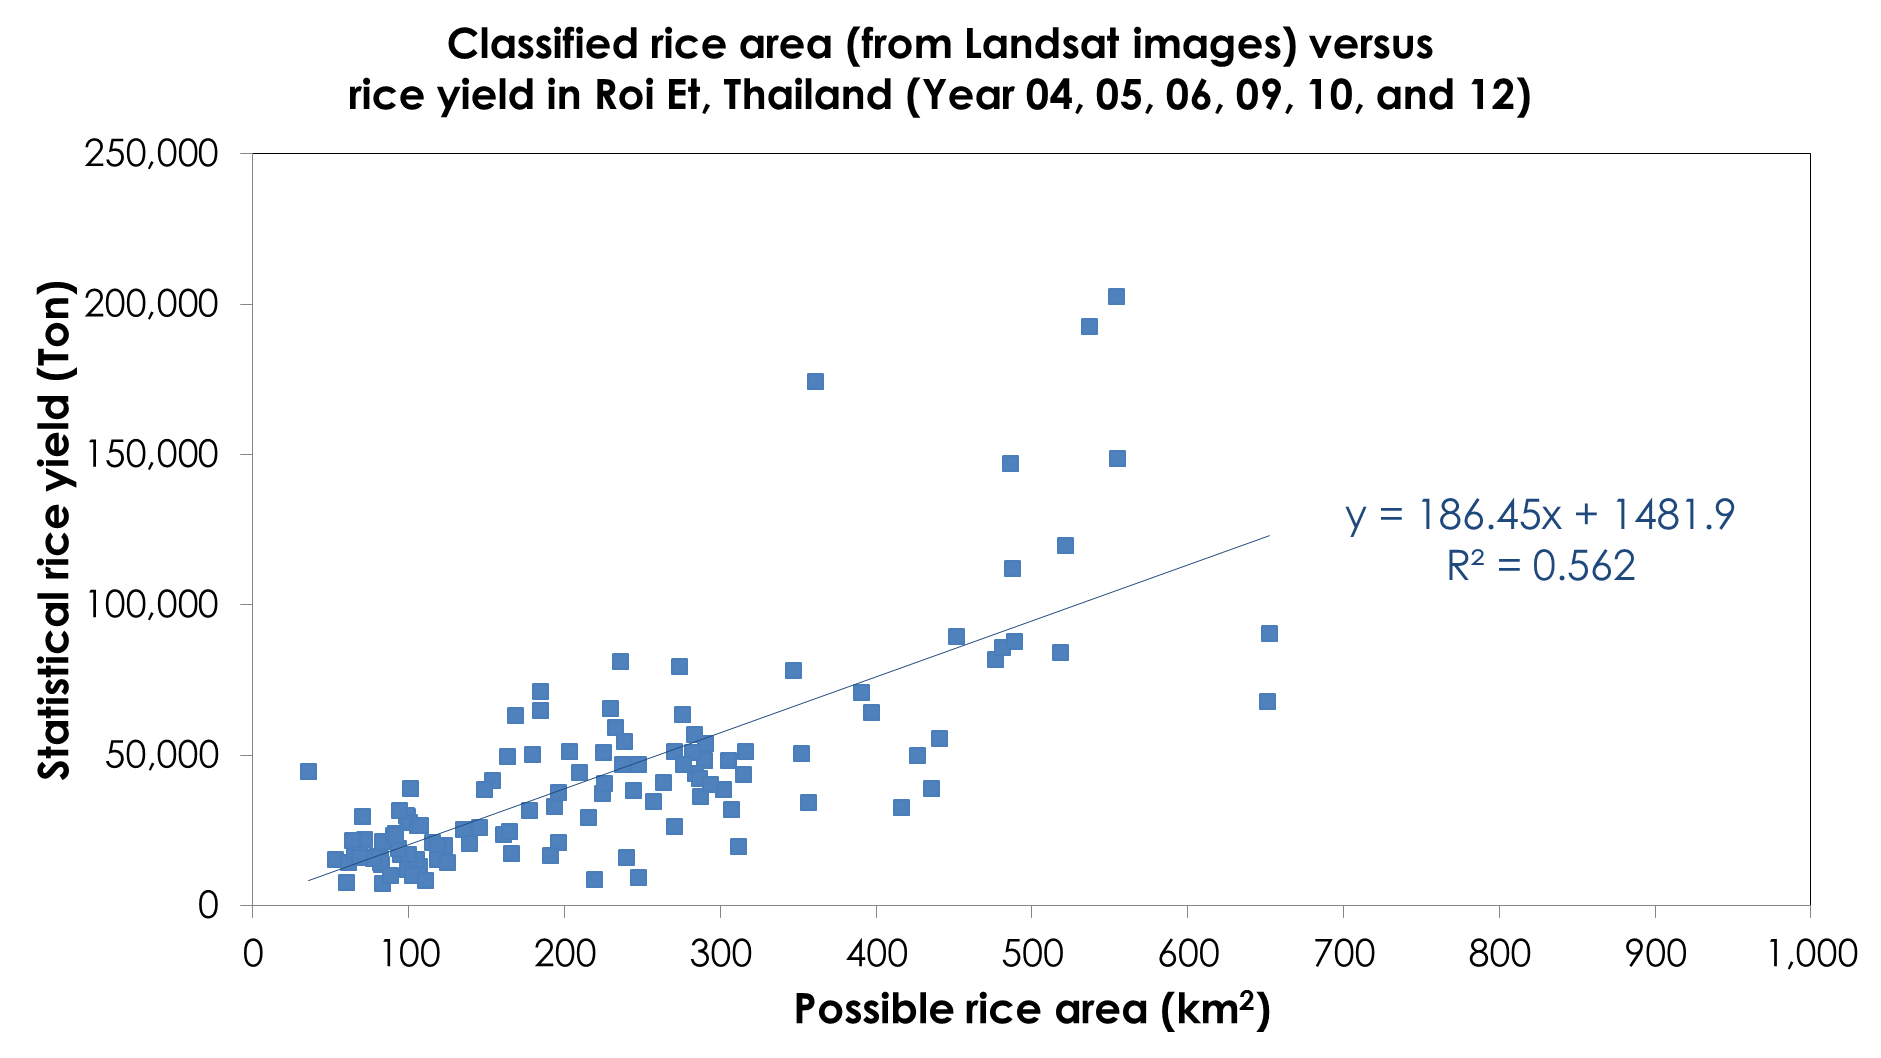 Classified rice area (from Landsat images) versus
rice yield in Roi Et, Thailand (Year 04, 05, 06, 09, 10, and 12)
Statistical rice yield (Ton)
250,000
200,000
150,000
100,000
50,000
0
y = 186.45x + 1481.9
R² = 0.562
0 100 200 300 400 500 600 700 800 900 1,000
Possible rice area (km²)